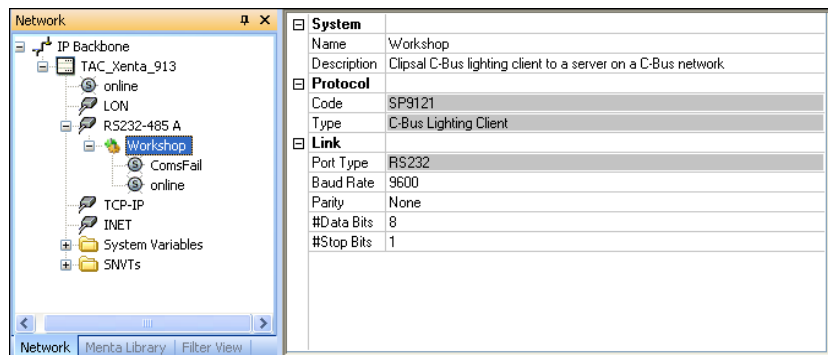 Network
IP Backbone
TAC_Xenta_913
online
LON
RS232-485 A
Workshop
ComsFail
online
TCP-IP
INET
System Variables
SNVTs
Network Menta Library Filter View
System
Name Workshop
Description Clipsal C-Bus lighting client to a server on a C-Bus network
Protocol
Code SP9121
Type C-Bus Lighting Client
Link
Port Type RS232
Baud Rate 9600
Parity None
#Data Bits 8
#Stop Bits 1